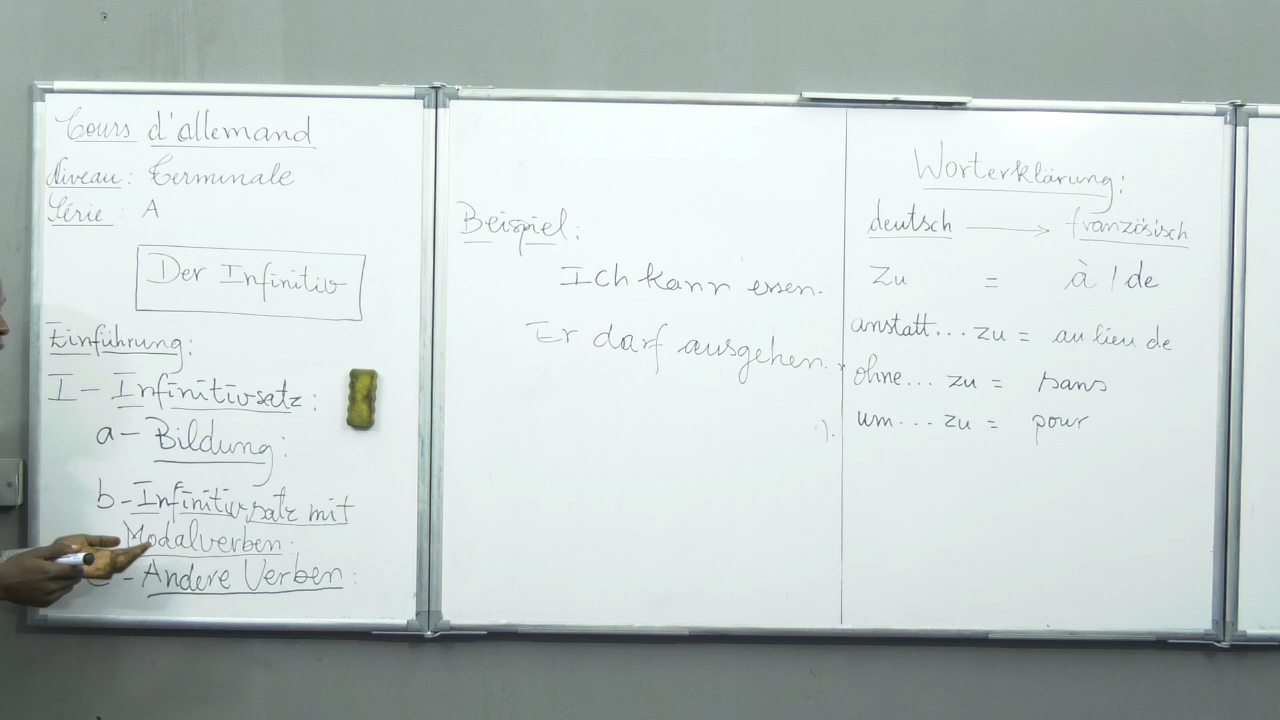 Cours d'allemand
Niveau : Terminale
Série : A
Der Infinitiv
Einführung:
I - Infinitivsatz :
a - Bildung :
b - Infinitivsatz mit
Modalverben :
- Andere Verben :
Beispiel :
Ich kann essen.
Er darf ausgehen.
Worterklärung :
deutsch → französisch
Zu = à / de
anstatt... zu = au lieu de
ohne... zu = sans
um... zu = pour